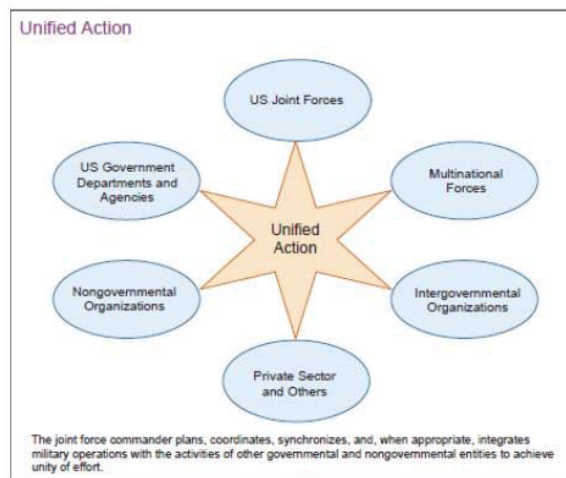 Unified Action
US Joint Forces
US Government
Departments and
Agencies
Multinational
Forces
Unified
Action
Nongovernmental
Organizations
Intergovernmental
Organizations
Private Sector
and Others
The joint force commander plans, coordinates, synchronizes, and, when appropriate, integrates
military operations with the activities of other governmental and nongovernmental entities to achieve
unity of effort.